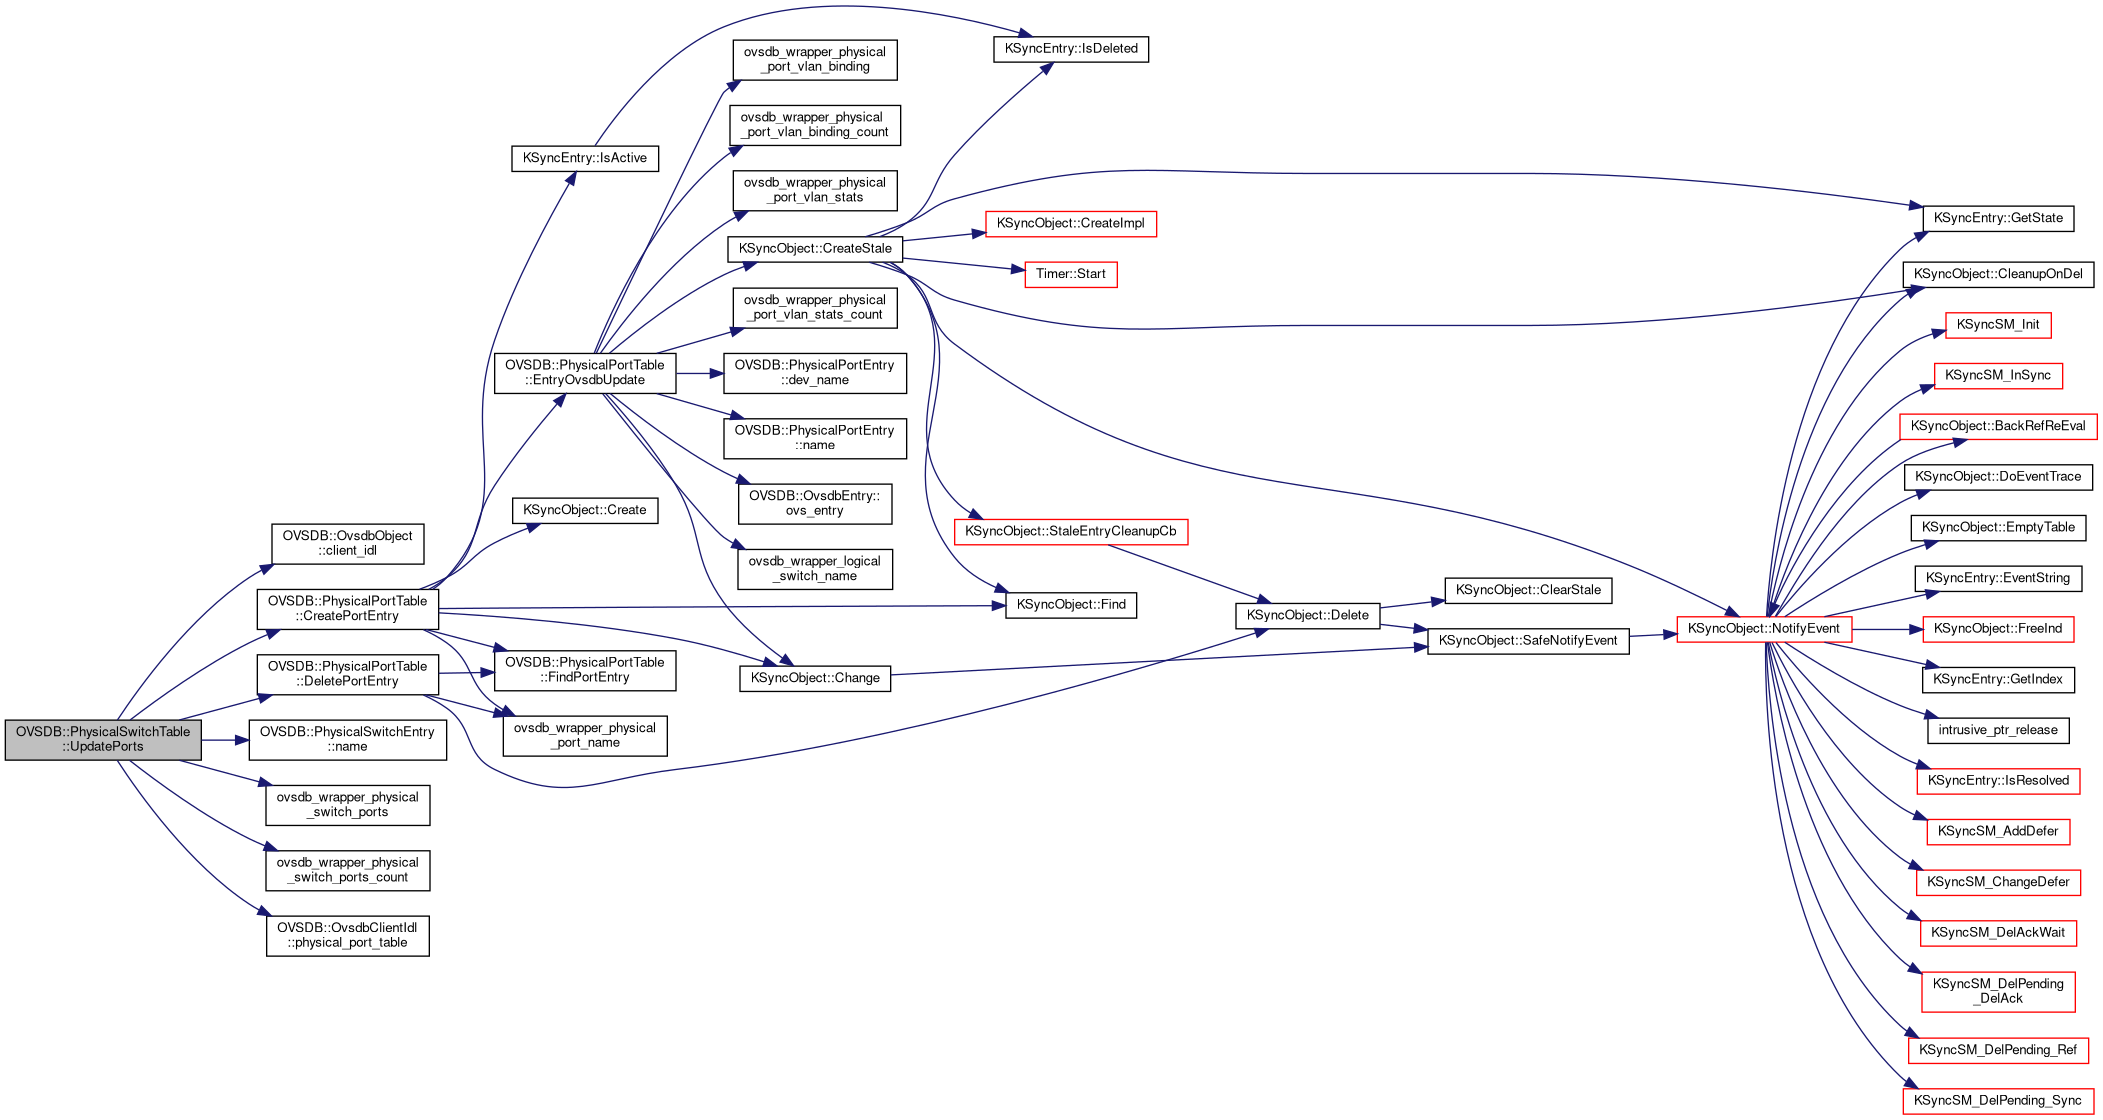 OVSDB::PhysicalSwitchTable
::UpdatePorts
OVSDB::OvsdbObject
::client_idl
OVSDB::PhysicalPortTable
::CreatePortEntry
OVSDB::PhysicalPortTable
::DeletePortEntry
OVSDB::PhysicalSwitchEntry
::name
ovsdb_wrapper_physical
_switch_ports
ovsdb_wrapper_physical
_switch_ports_count
OVSDB::OvsdbClientIdl
::physical_port_table
KSyncEntry::IsActive
OVSDB::PhysicalPortTable
::EntryOvsdbUpdate
KSyncObject::Create
OVSDB::PhysicalPortTable
::FindPortEntry
ovsdb_wrapper_physical
_port_name
ovsdb_wrapper_physical
_port_vlan_binding
ovsdb_wrapper_physical
_port_vlan_binding_count
ovsdb_wrapper_physical
_port_vlan_stats
KSyncObject::CreateStale
ovsdb_wrapper_physical
_port_vlan_stats_count
OVSDB::PhysicalPortEntry
::dev_name
OVSDB::PhysicalPortEntry
::name
OVSDB::OvsdbEntry::
ovs_entry
ovsdb_wrapper_logical
_switch_name
KSyncObject::Change
KSyncEntry::IsDeleted
KSyncObject::CreateImpl
Timer::Start
KSyncObject::StaleEntryCleanupCb
KSyncObject::Find
KSyncObject::Delete
KSyncObject::ClearStale
KSyncObject::SafeNotifyEvent
KSyncObject::NotifyEvent
KSyncEntry::GetState
KSyncObject::CleanupOnDel
KSyncSM_Init
KSyncSM_InSync
KSyncObject::BackRefReEval
KSyncObject::DoEventTrace
KSyncObject::EmptyTable
KSyncEntry::EventString
KSyncObject::FreeInd
KSyncEntry::GetIndex
intrusive_ptr_release
KSyncEntry::IsResolved
KSyncSM_AddDefer
KSyncSM_ChangeDefer
KSyncSM_DelAckWait
KSyncSM_DelPending
_DelAck
KSyncSM_DelPending_Ref
KSyncSM_DelPending_Sync